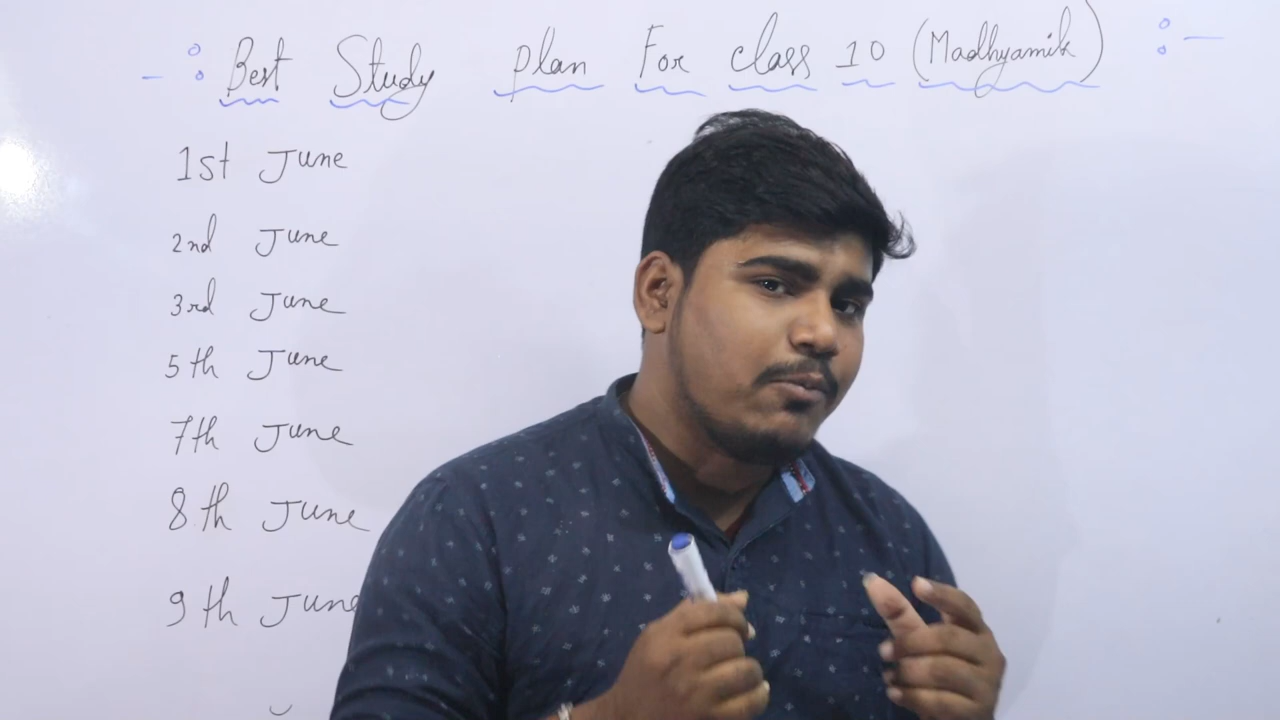 -: Best Study plan For class 10 (Madhyamik) :-
1st June
2nd June
3rd June
5th June
7th June
8th June
9th June